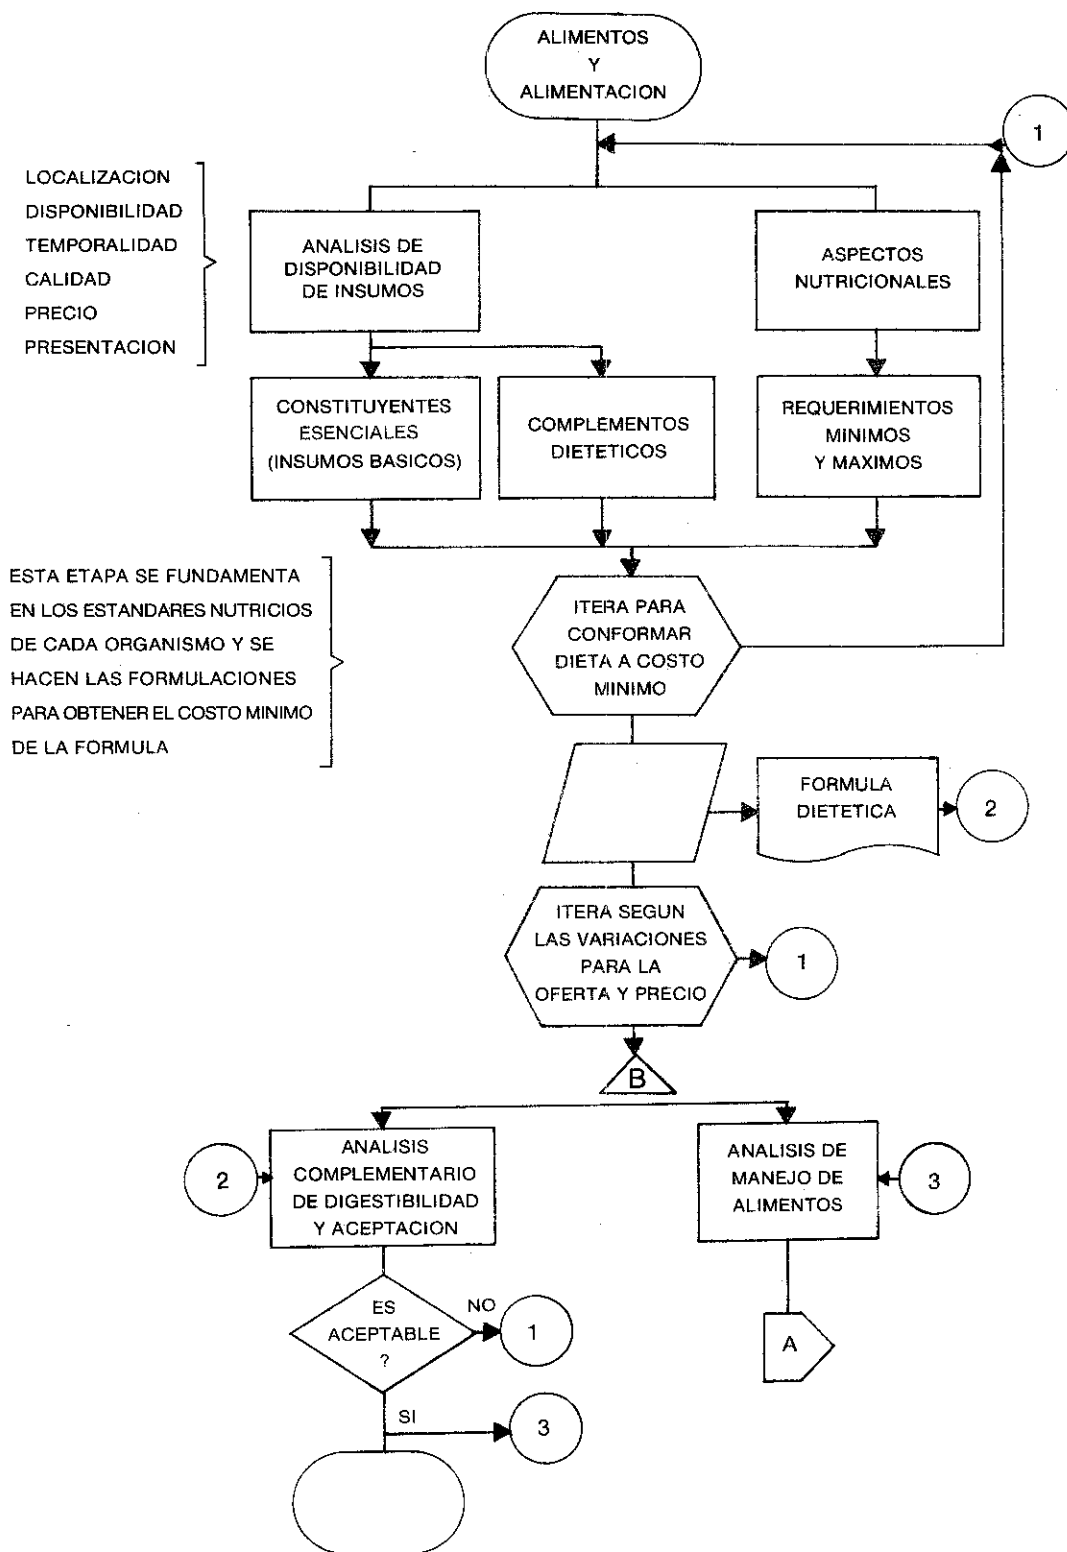 ALIMENTOS
Y
ALIMENTACION
1
LOCALIZACION
DISPONIBILIDAD
TEMPORALIDAD
CALIDAD
PRECIO
PRESENTACION
ANALISIS DE
DISPONIBILIDAD
DE INSUMOS
ASPECTOS
NUTRICIONALES
CONSTITUYENTES
ESENCIALES
(INSUMOS BASICOS)
COMPLEMENTOS
DIETETICOS
REQUERIMIENTOS
MINIMOS
Y MAXIMOS
ESTA ETAPA SE FUNDAMENTA
EN LOS ESTANDARES NUTRICIOS
DE CADA ORGANISMO Y SE
HACEN LAS FORMULACIONES
PARA OBTENER EL COSTO MINIMO
DE LA FORMULA
ITERA PARA
CONFORMAR
DIETA A COSTO
MINIMO
FORMULA
DIETETICA
2
ITERA SEGUN
LAS VARIACIONES
PARA LA
OFERTA Y PRECIO
1
B
2
ANALISIS
COMPLEMENTARIO
DE DIGESTIBILIDAD
Y ACEPTACION
ANALISIS DE
MANEJO DE
ALIMENTOS
3
ES
ACEPTABLE
?
NO
1
A
SI
3